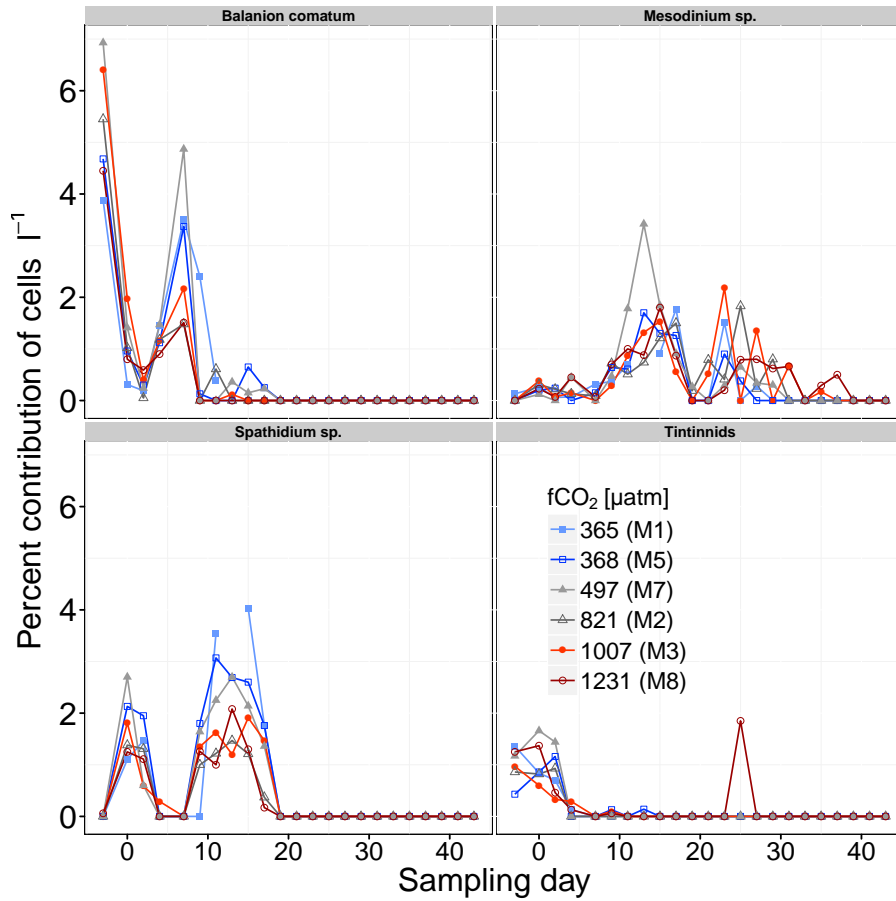 Balanion comatum
Mesodinium sp.
6
4
2
0
Percent contribution of cells l⁻¹
Spathidium sp.
Tintinnids
6
4
2
0
fCO₂ [µatm]
365 (M1)
368 (M5)
497 (M7)
821 (M2)
1007 (M3)
1231 (M8)
0 10 20 30 40
0 10 20 30 40
Sampling day